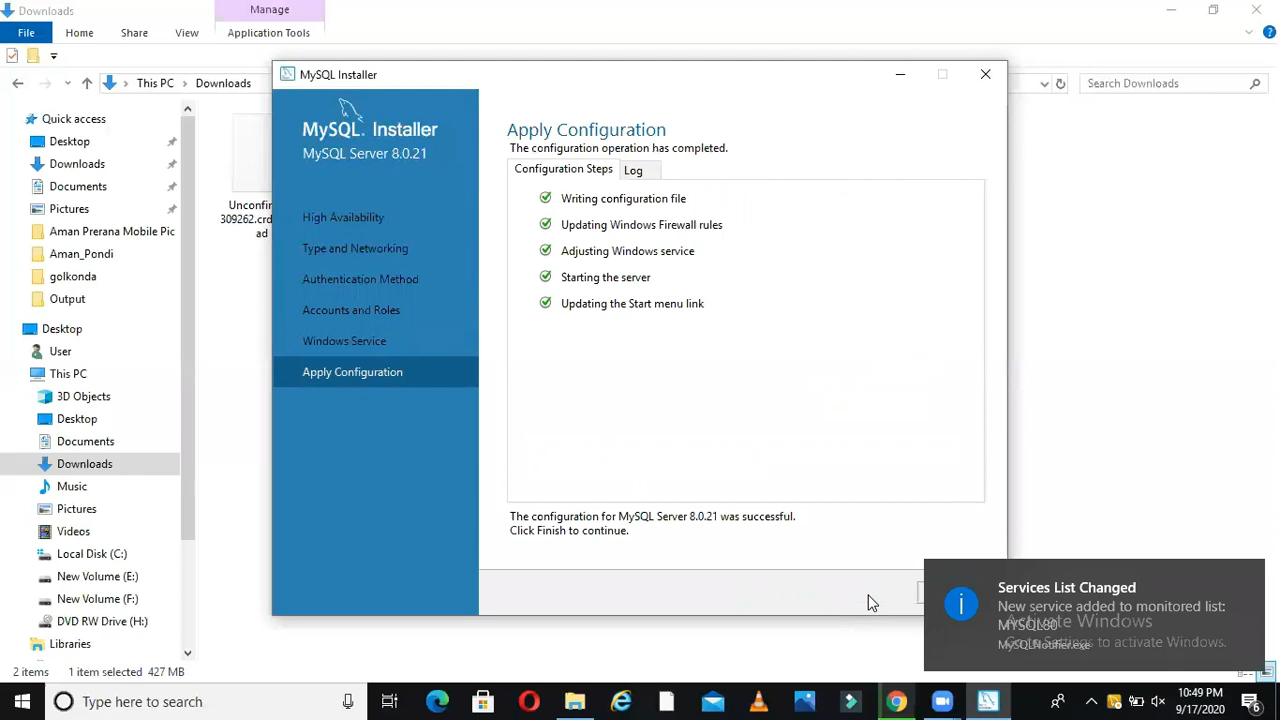 Downloads
Manage
File
Home
Share
View
Application Tools
This PC
Downloads
Search Downloads
Quick access
Desktop
Downloads
Documents
Pictures
Aman Prerana Mobile Pic
Aman_Pondi
golkonda
Output
Desktop
User
This PC
3D Objects
Desktop
Documents
Downloads
Music
Pictures
Videos
Local Disk (C:)
New Volume (E:)
New Volume (F:)
DVD RW Drive (H:)
Libraries
Unconfir
309262.crd
ad
MySQL Installer
MySQL. Installer
MySQL Server 8.0.21
High Availability
Type and Networking
Authentication Method
Accounts and Roles
Windows Service
Apply Configuration
Apply Configuration
The configuration operation has completed.
Configuration Steps
Log
Writing configuration file
Updating Windows Firewall rules
Adjusting Windows service
Starting the server
Updating the Start menu link
The configuration for MySQL Server 8.0.21 was successful.
Click Finish to continue.
Services List Changed
New service added to monitored list:
MYSQL80
MySQLNotifier.exe
Activate Windows
Go to Settings to activate Windows.
2 items
1 item selected 427 MB
Type here to search
10:49 PM
9/17/2020
6